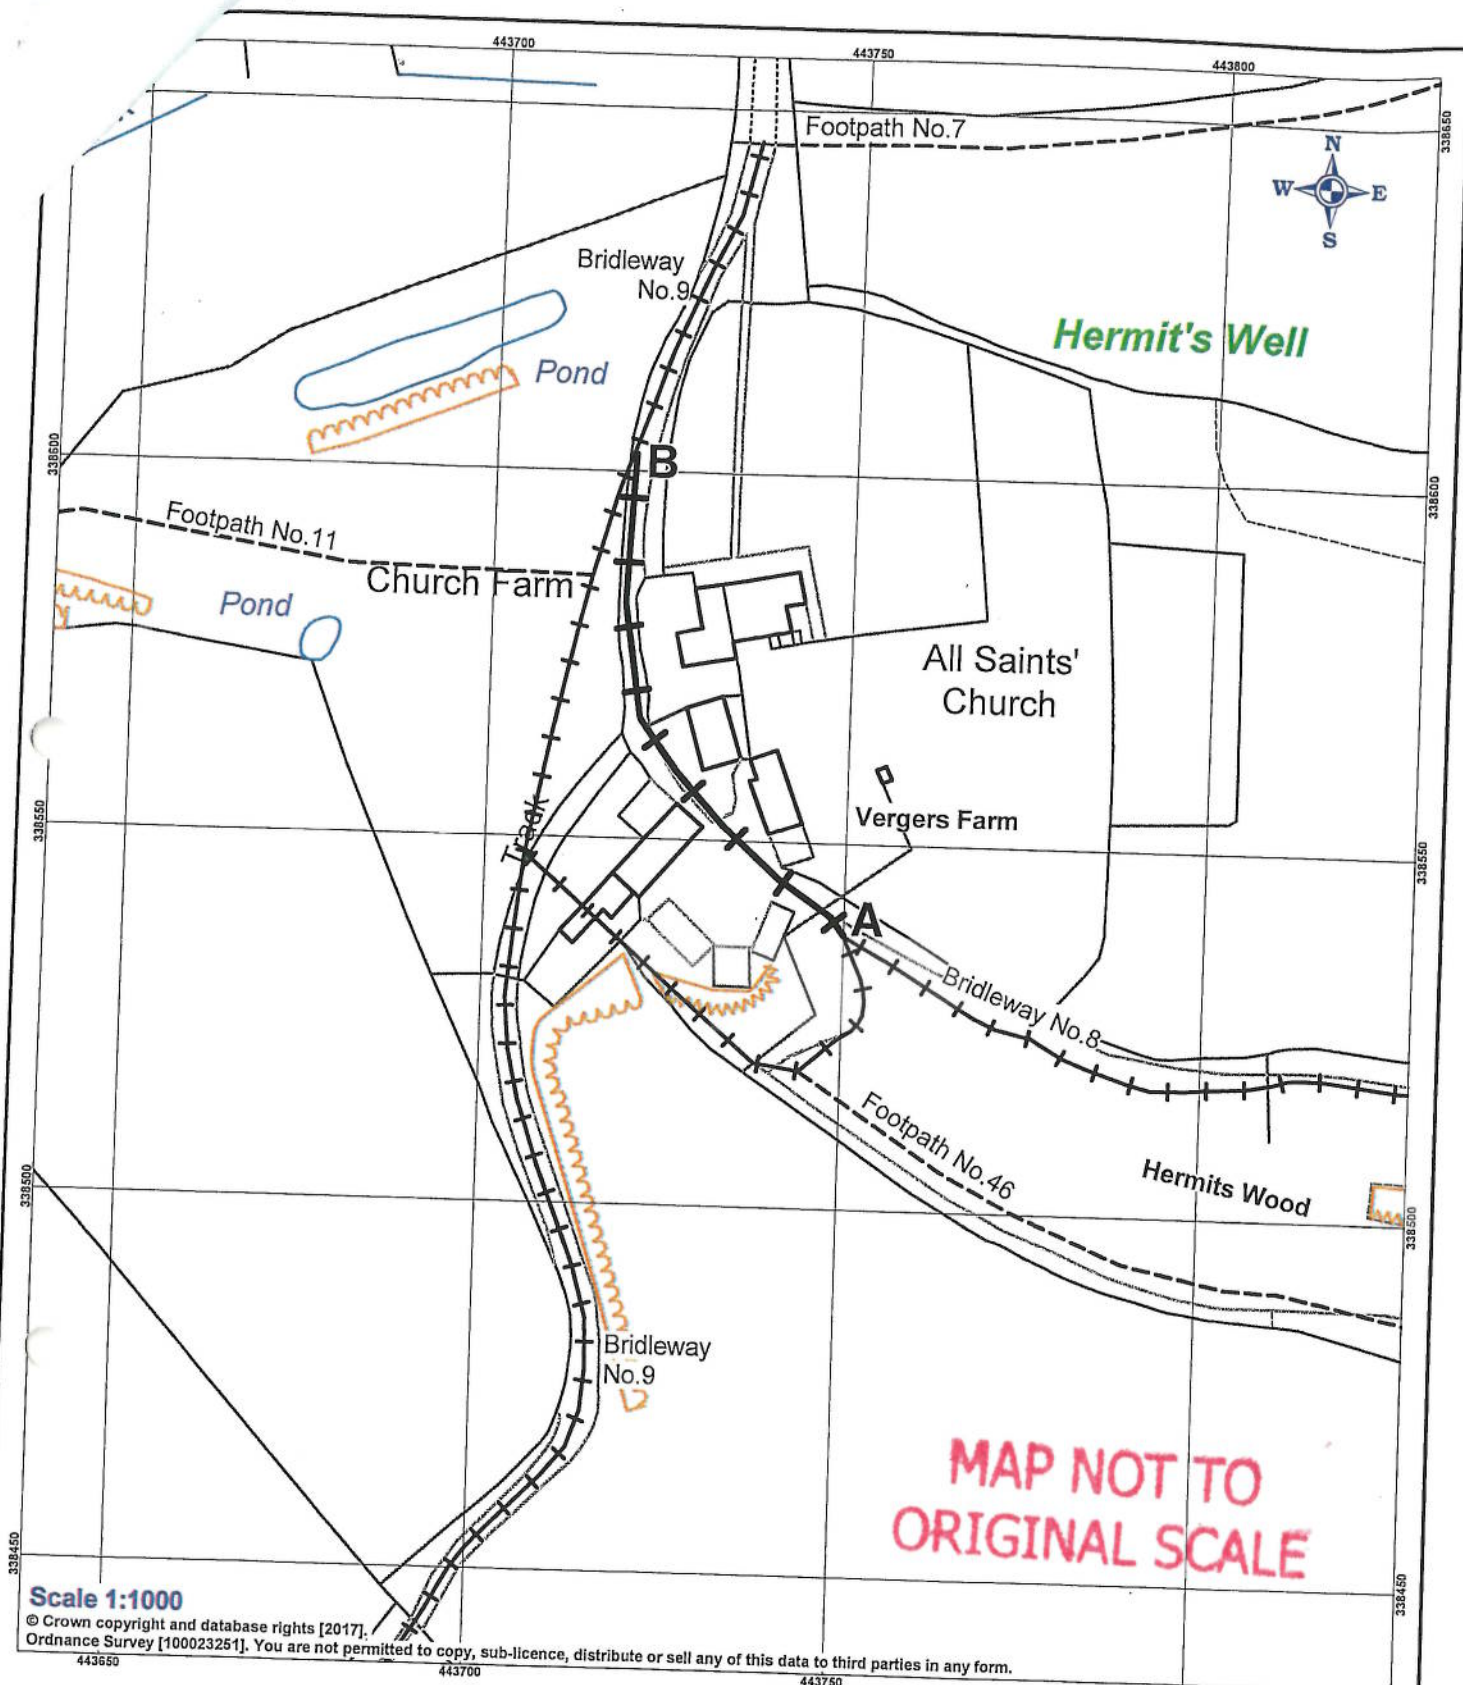 443700
443750
443800
338650
Footpath No.7
N
W E
S
Bridleway
No.9
Hermit's Well
Pond
338600
B
338600
Footpath No.11
Church Farm
Pond
All Saints'
Church
338550
Track
Vergers Farm
338550
A
Bridleway No.8
Footpath No.46
Hermits Wood
338500
338500
Bridleway
No.9
MAP NOT TO
ORIGINAL SCALE
338450
338450
Scale 1:1000
© Crown copyright and database rights [2017].
Ordnance Survey [100023251]. You are not permitted to copy, sub-licence, distribute or sell any of this data to third parties in any form.
443650
443700
443750